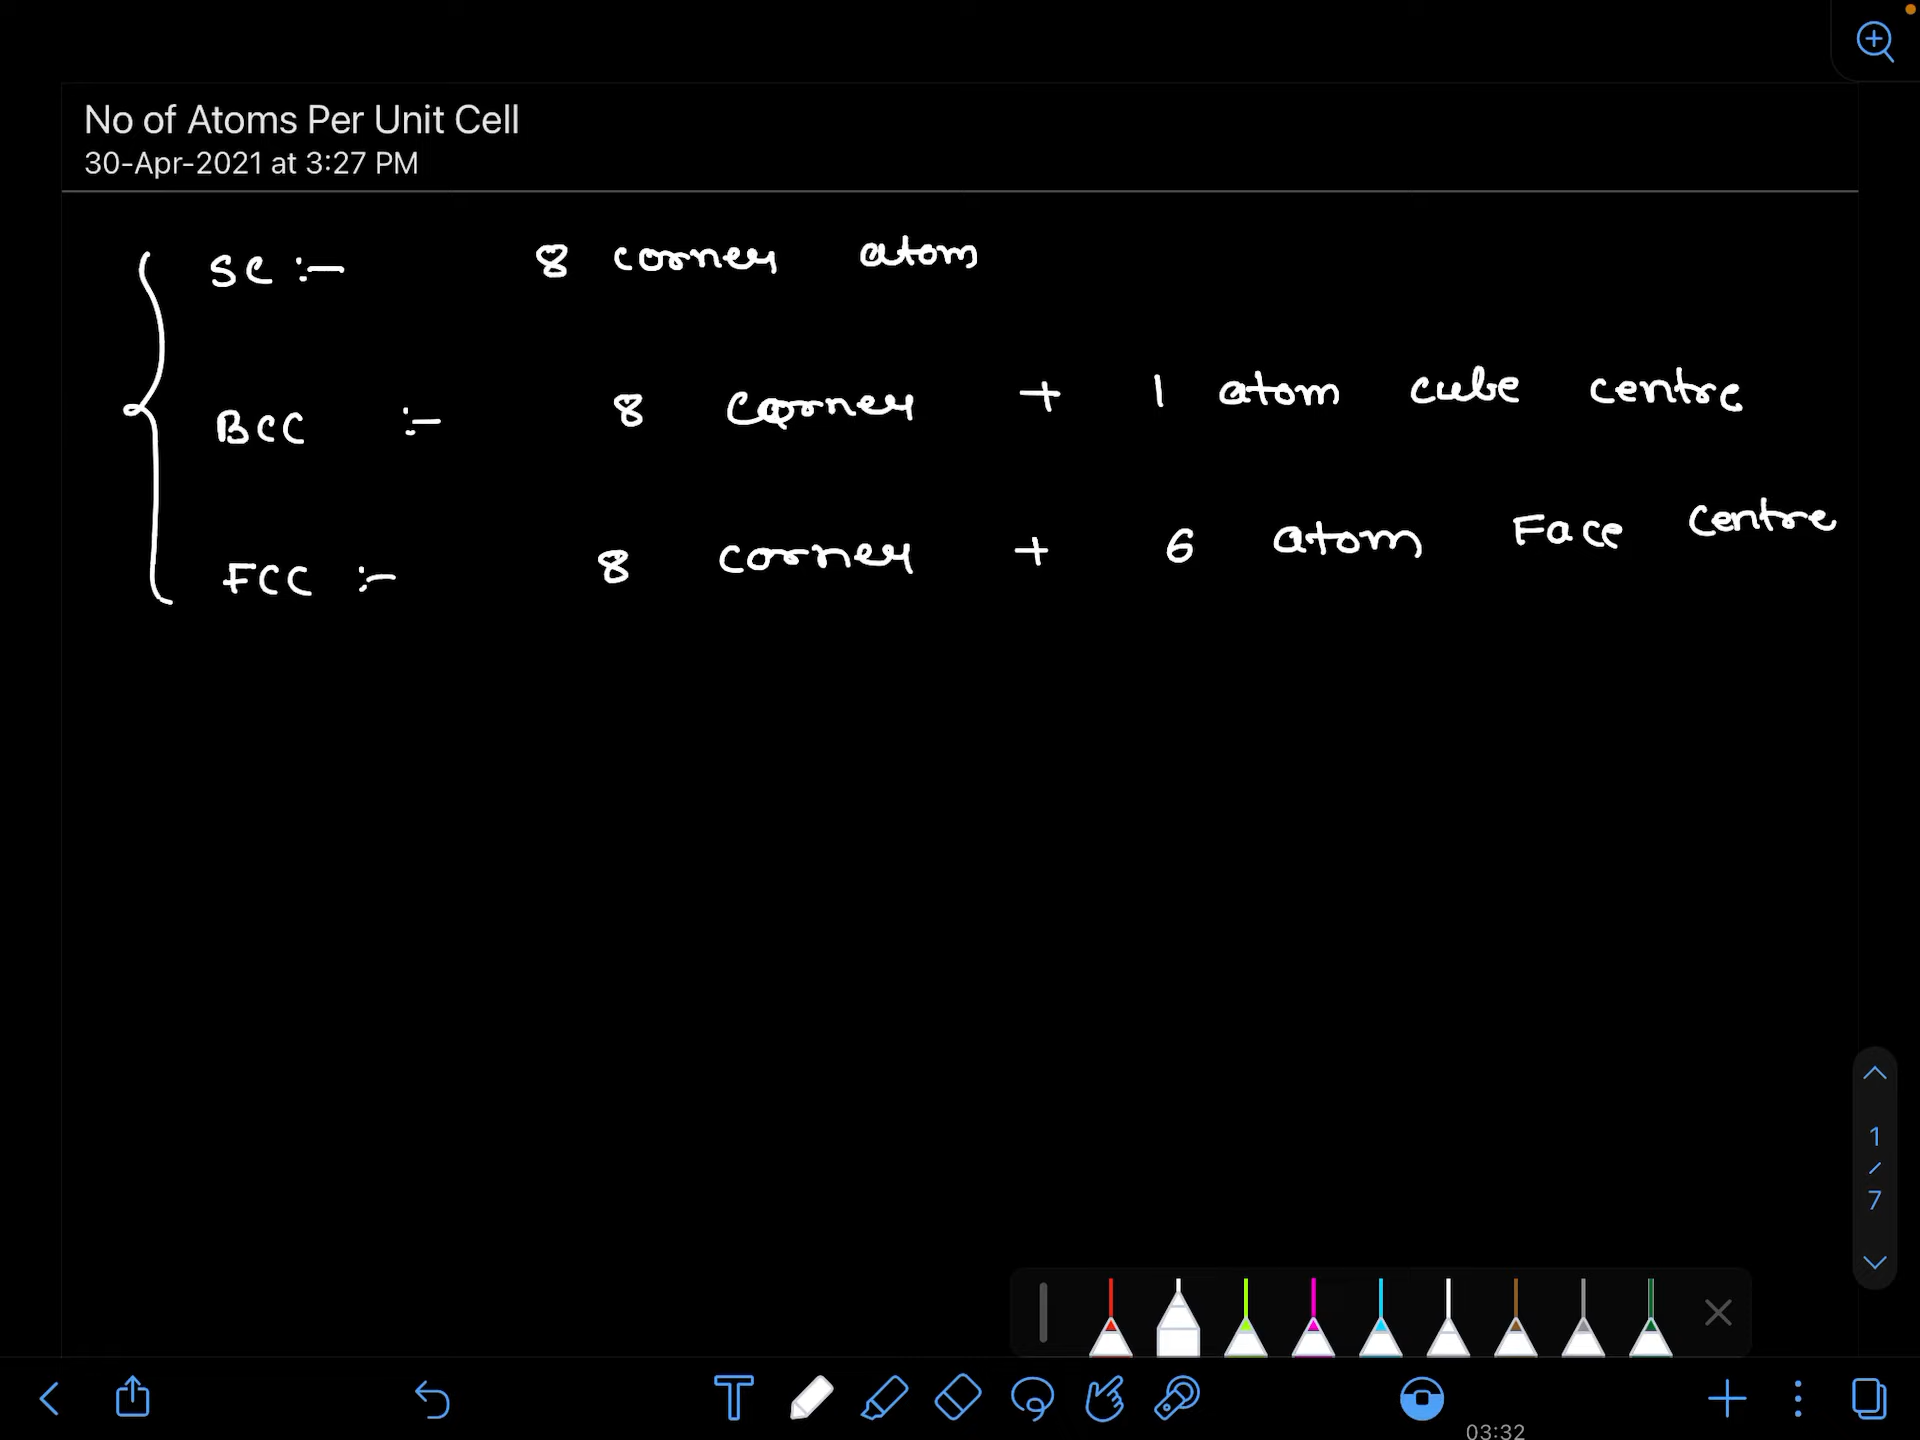 No of Atoms Per Unit Cell
30-Apr-2021 at 3:27 PM
SC :- 8 corner atom
BCC :- 8 corner + 1 atom cube centre
FCC :- 8 corner + 6 atom Face centre
1
/
7
T
03:32